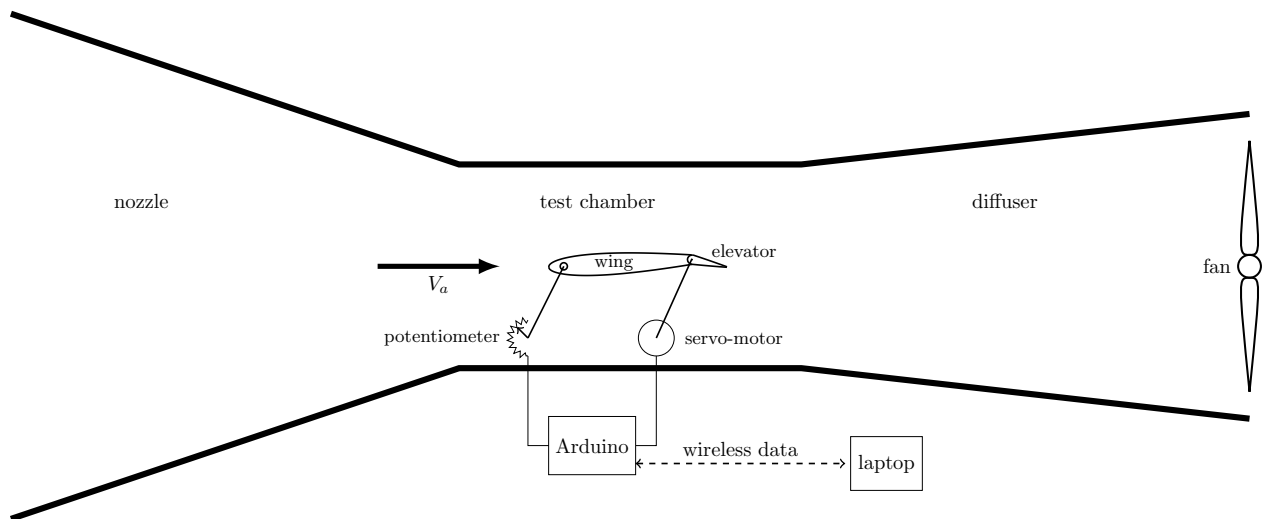 nozzle
test chamber
diffuser
elevator
wing
V_a
fan
potentiometer
servo-motor
Arduino
wireless data
laptop